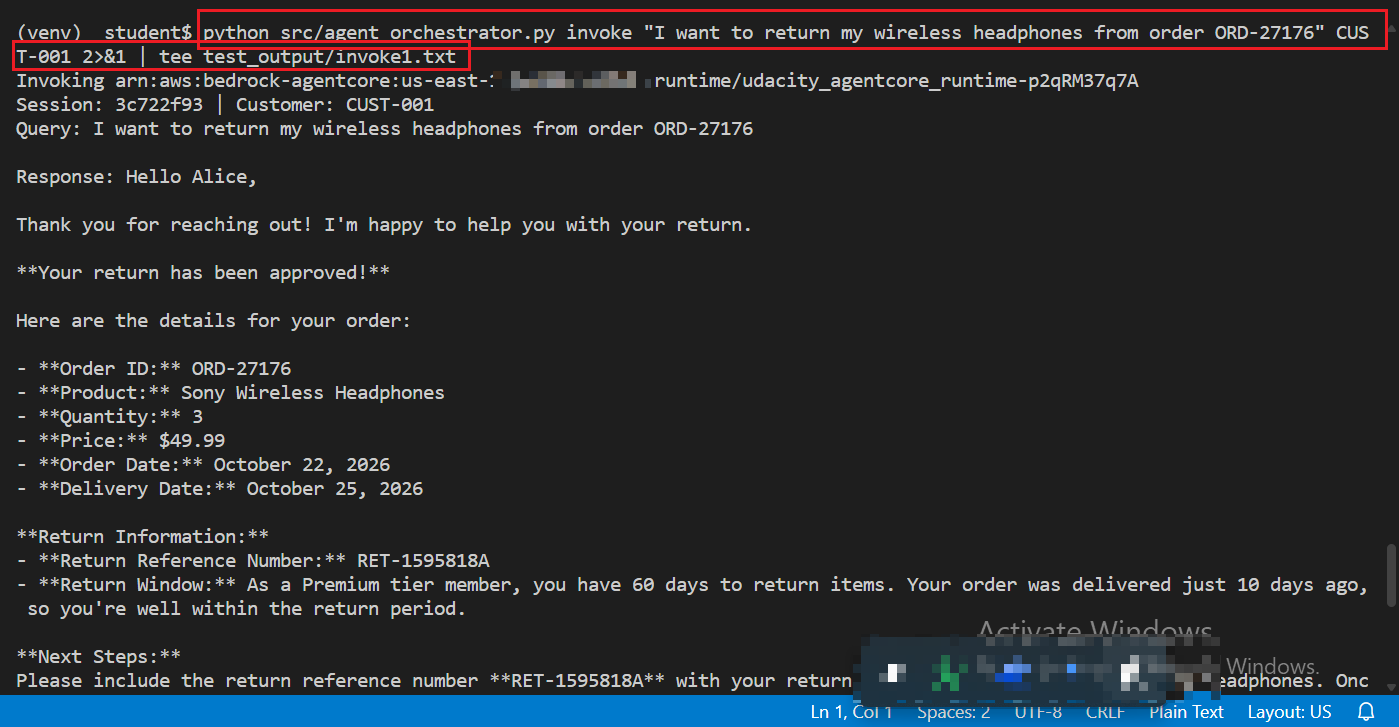 (venv) student$ python src/agent_orchestrator.py invoke "I want to return my wireless headphones from order ORD-27176" CUS
T-001 2>&1 | tee test_output/invoke1.txt
Invoking arn:aws:bedrock-agentcore:us-east- runtime/udacity_agentcore_runtime-p2qRM37q7A
Session: 3c722f93 | Customer: CUST-001
Query: I want to return my wireless headphones from order ORD-27176
Response: Hello Alice,
Thank you for reaching out! I'm happy to help you with your return.
**Your return has been approved!**
Here are the details for your order:
- **Order ID:** ORD-27176
- **Product:** Sony Wireless Headphones
- **Quantity:** 3
- **Price:** $49.99
- **Order Date:** October 22, 2026
- **Delivery Date:** October 25, 2026
**Return Information:**
- **Return Reference Number:** RET-1595818A
- **Return Window:** As a Premium tier member, you have 60 days to return items. Your order was delivered just 10 days ago,
so you're well within the return period.
Activate Windows
**Next Steps:**
Windows.
Please include the return reference number **RET-1595818A** with your return eadphones. Onc
Ln 1, Col 1 Spaces: 2 UTF-8 CRLF Plain Text Layout: US